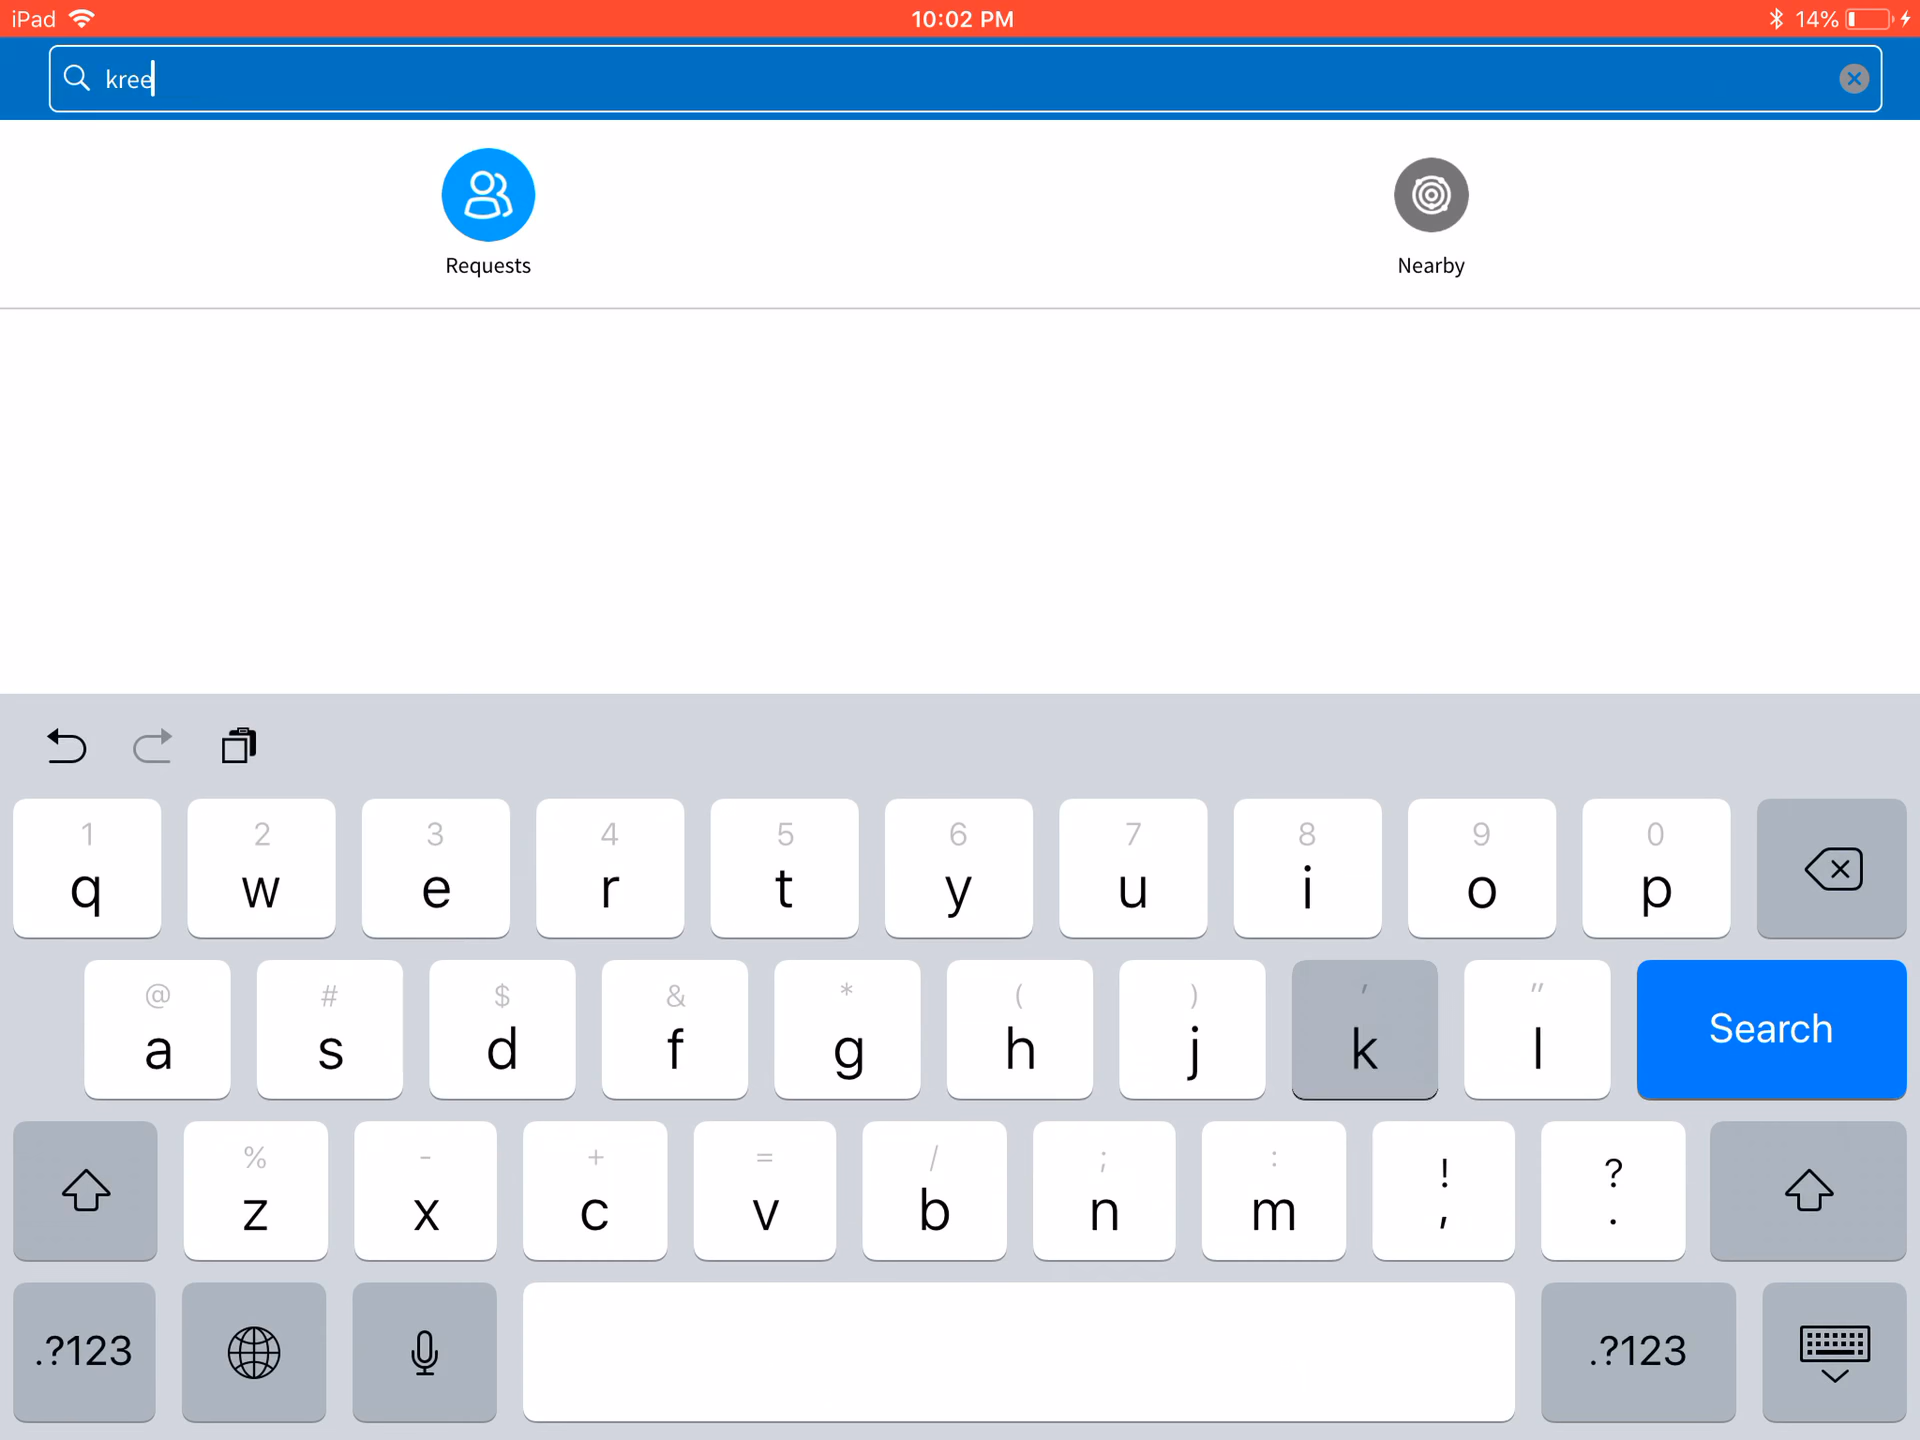 iPad 10:02 PM 14%
kree
Requests Nearby
1 2 3 4 5 6 7 8 9 0
q w e r t y u i o p
@ # $ & * ( ) ' "
a s d f g h j k l Search
% - + = / ; : ! ?
z x c v b n m , .
.?123 .?123